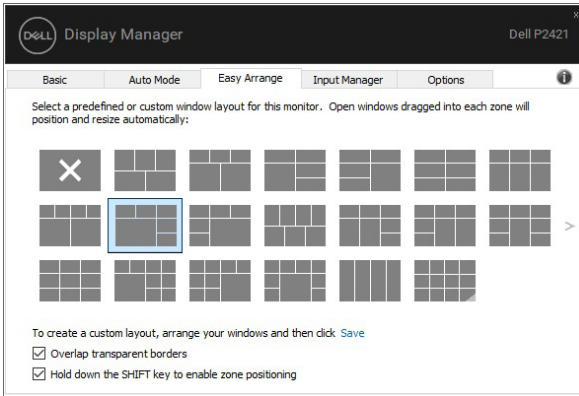 DELL Display Manager
Dell P2421
Basic Auto Mode Easy Arrange Input Manager Options
Select a predefined or custom window layout for this monitor. Open windows dragged into each zone will
position and resize automatically:
To create a custom layout, arrange your windows and then click Save
Overlap transparent borders
Hold down the SHIFT key to enable zone positioning